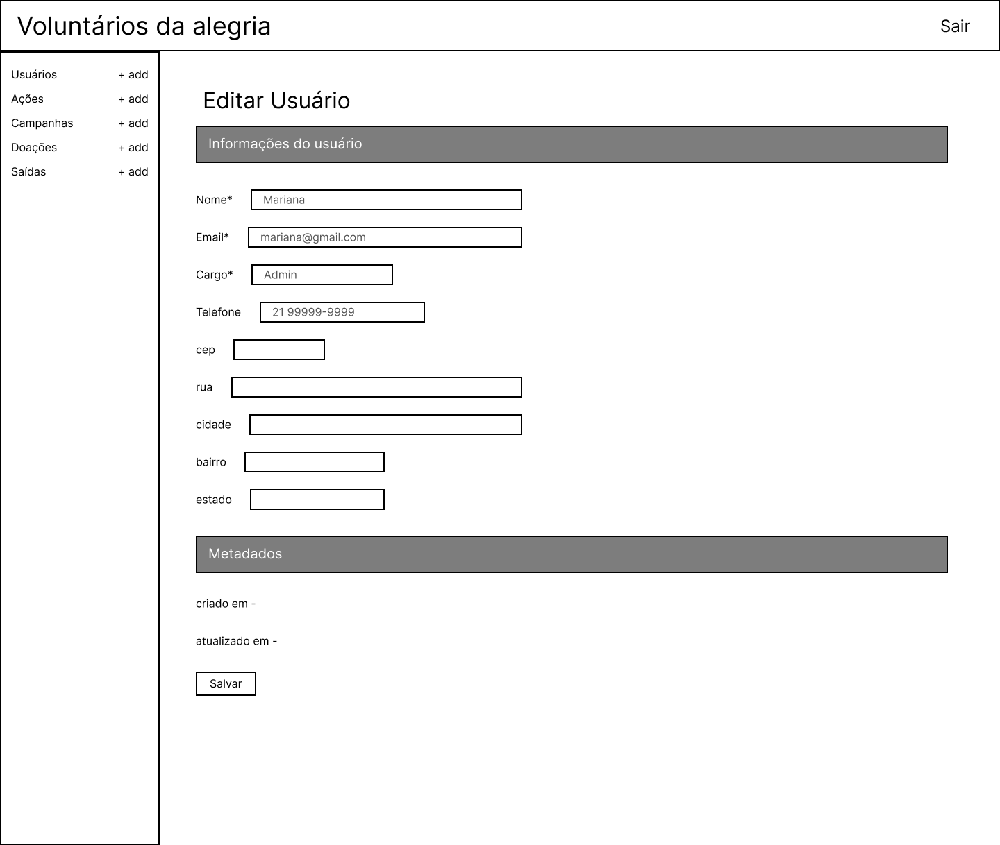 Voluntários da alegria
Sair
Usuários + add
Ações + add
Campanhas + add
Doações + add
Saídas + add
Editar Usuário
Informações do usuário
Nome* Mariana
Email* mariana@gmail.com
Cargo* Admin
Telefone 21 99999-9999
cep
rua
cidade
bairro
estado
Metadados
criado em -
atualizado em -
Salvar